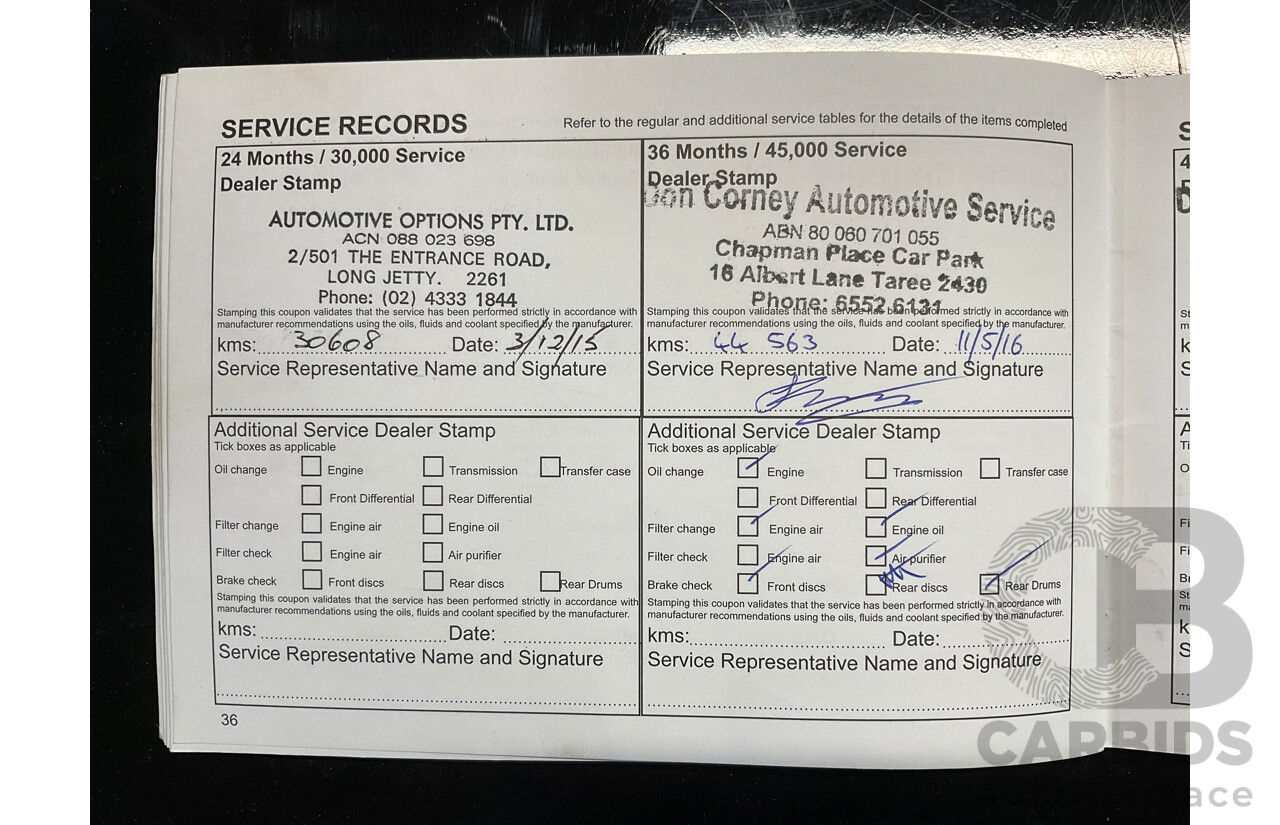 SERVICE RECORDS
Refer to the regular and additional service tables for the details of the items completed
24 Months / 30,000 Service
Dealer Stamp
AUTOMOTIVE OPTIONS PTY. LTD.
ACN 088 023 698
2/501 THE ENTRANCE ROAD,
LONG JETTY. 2261
Phone: (02) 4333 1844
Stamping this coupon validates that the service has been performed strictly in accordance with
manufacturer recommendations using the oils, fluids and coolant specified by the manufacturer.
kms: 30608 Date: 3/12/15
Service Representative Name and Signature
36 Months / 45,000 Service
Dealer Stamp
Don Corney Automotive Service
ABN 80 060 701 055
Chapman Place Car Park
16 Albert Lane Taree 2430
Phone: 6552 6131
Stamping this coupon validates that the service has been performed strictly in accordance with
manufacturer recommendations using the oils, fluids and coolant specified by the manufacturer.
kms: 44 563 Date: 11/5/16
Service Representative Name and Signature
Additional Service Dealer Stamp
Tick boxes as applicable
Oil change Engine Transmission Transfer case
Front Differential Rear Differential
Filter change Engine air Engine oil
Filter check Engine air Air purifier
Brake check Front discs Rear discs Rear Drums
Stamping this coupon validates that the service has been performed strictly in accordance with
manufacturer recommendations using the oils, fluids and coolant specified by the manufacturer.
kms: Date:
Service Representative Name and Signature
Additional Service Dealer Stamp
Tick boxes as applicable
Oil change Engine Transmission Transfer case
Front Differential Rear Differential
Filter change Engine air Engine oil
Filter check Engine air Air purifier
Brake check Front discs Rear discs Rear Drums
Stamping this coupon validates that the service has been performed strictly in accordance with
manufacturer recommendations using the oils, fluids and coolant specified by the manufacturer.
kms: Date:
Service Representative Name and Signature
36
CB
CARBIDS